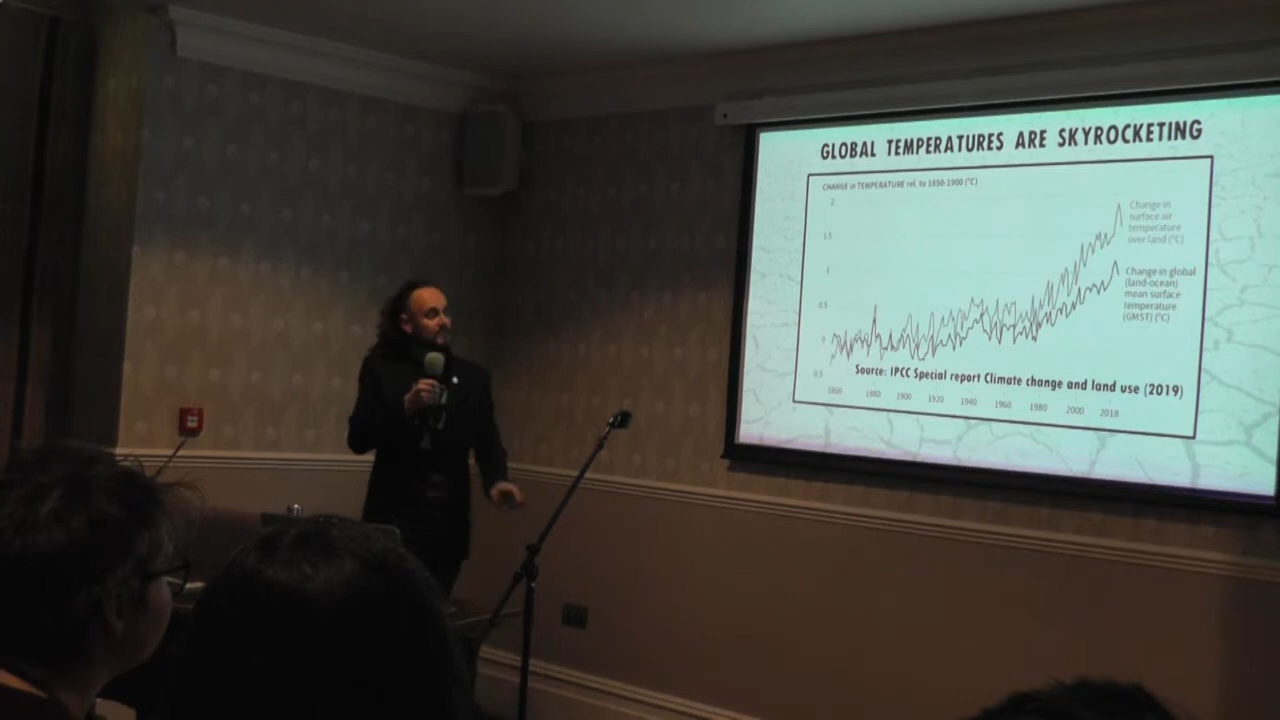 GLOBAL TEMPERATURES ARE SKYROCKETING
CHANGE in TEMPERATURE rel. to 1850-1900 (°C)
2
1.5
1
0.5
0
-0.5
Change in
surface air
temperature
over land (°C)
Change in global
(land-ocean)
mean surface
temperature
(GMST) (°C)
Source: IPCC Special report Climate change and land use (2019)
1850 1880 1900 1920 1940 1960 1980 2000 2018